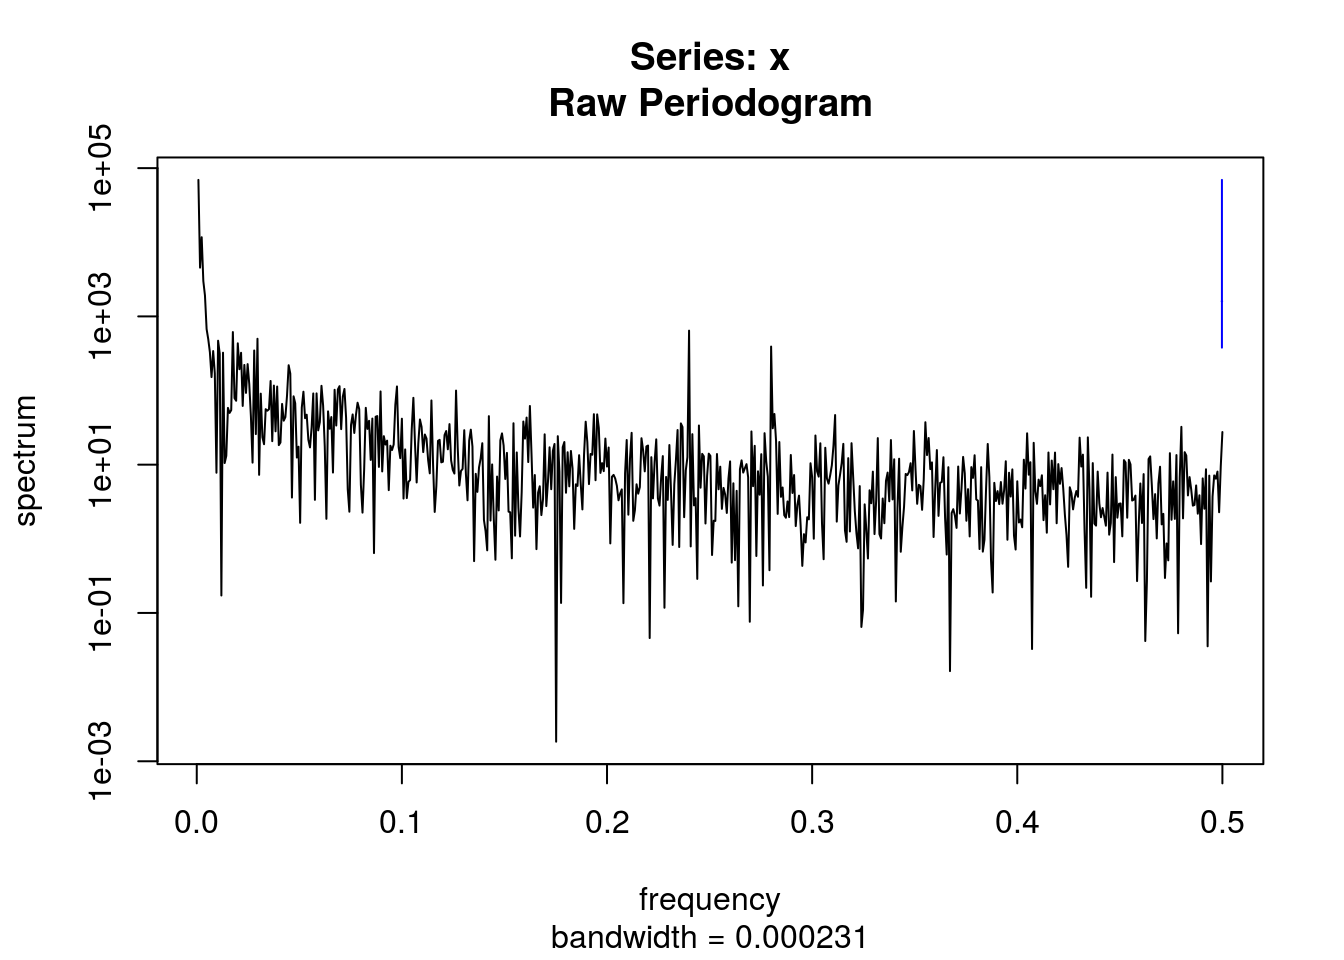 Series: x
Raw Periodogram
spectrum
1e+05
1e+03
1e+01
1e-01
1e-03
0.0 0.1 0.2 0.3 0.4 0.5
frequency
bandwidth = 0.000231